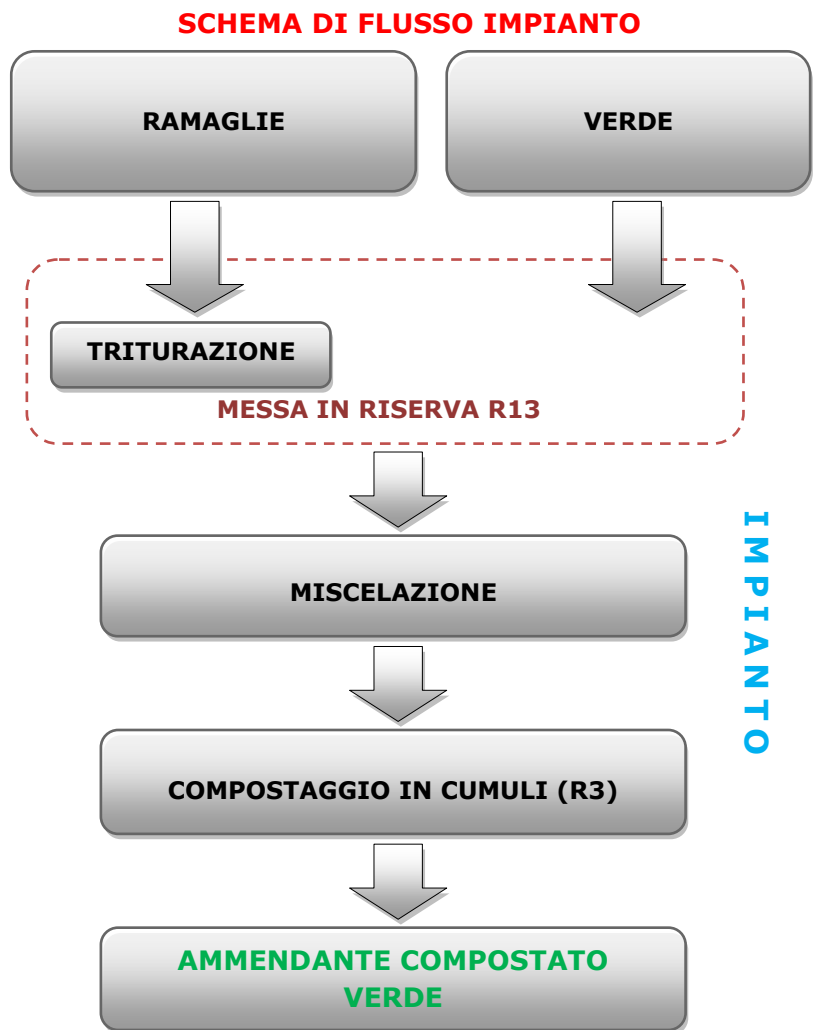 SCHEMA DI FLUSSO IMPIANTO
RAMAGLIE
VERDE
TRITURAZIONE
MESSA IN RISERVA R13
MISCELAZIONE
IMPIANTO
COMPOSTAGGIO IN CUMULI (R3)
AMMENDANTE COMPOSTATO
VERDE